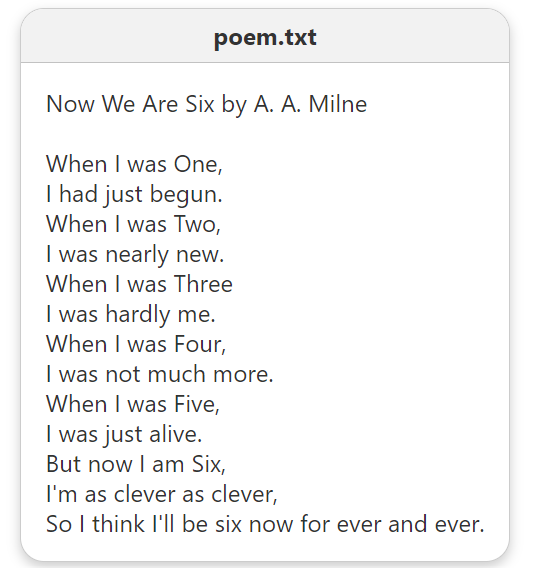 poem.txt
Now We Are Six by A. A. Milne
When I was One,
I had just begun.
When I was Two,
I was nearly new.
When I was Three
I was hardly me.
When I was Four,
I was not much more.
When I was Five,
I was just alive.
But now I am Six,
I'm as clever as clever,
So I think I'll be six now for ever and ever.